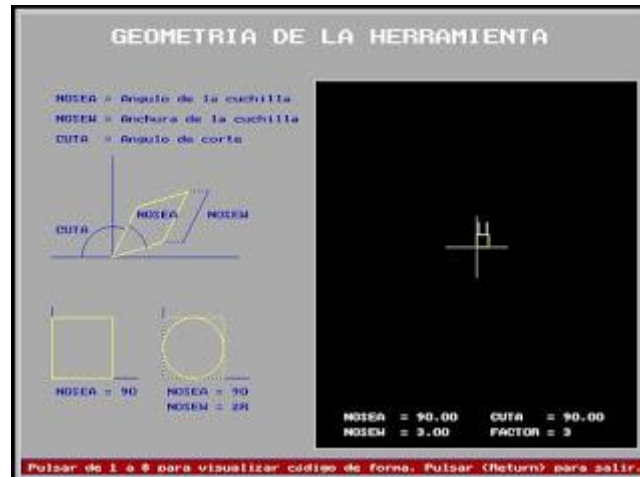 GEOMETRIA DE LA HERRAMIENTA
NOSEA = Angulo de la cuchilla
NOSEW = Anchura de la cuchilla
CUTA = Angulo de corte
NOSEA NOSEW
CUTA
NOSEA = 90 NOSEA = 90
NOSEW = 2R
NOSEA = 90.00 CUTA = 90.00
NOSEW = 3.00 FACTOR = 3
Pulsar de 1 a 8 para visualizar código de forma. Pulsar (Return) para salir.